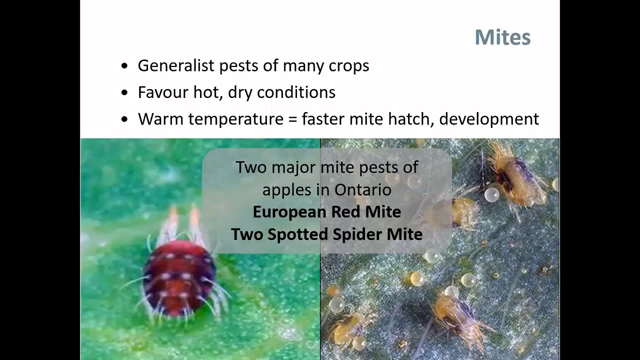 Mites
• Generalist pests of many crops
• Favour hot, dry conditions
• Warm temperature = faster mite hatch, development
Two major mite pests of
apples in Ontario
European Red Mite
Two Spotted Spider Mite